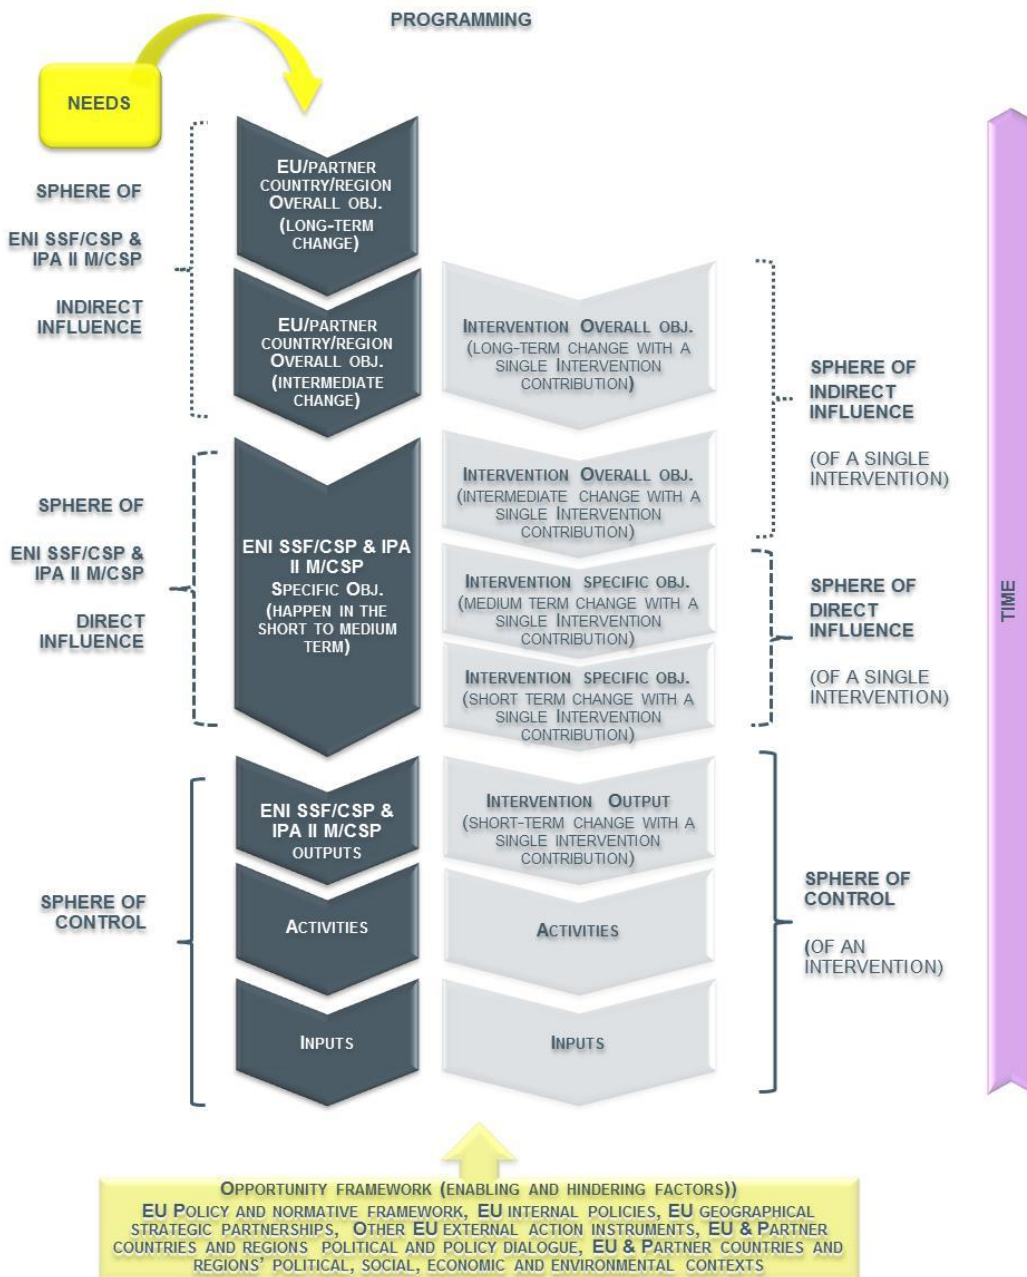 PROGRAMMING
NEEDS
SPHERE OF
ENI SSF/CSP &
IPA II M/CSP
INDIRECT
INFLUENCE
EU/PARTNER
COUNTRY/REGION
OVERALL OBJ.
(LONG-TERM
CHANGE)
EU/PARTNER
COUNTRY/REGION
OVERALL OBJ.
(INTERMEDIATE
CHANGE)
INTERVENTION OVERALL OBJ.
(LONG-TERM CHANGE WITH A
SINGLE INTERVENTION
CONTRIBUTION)
SPHERE OF
INDIRECT
INFLUENCE
(OF A SINGLE
INTERVENTION)
SPHERE OF
ENI SSF/CSP &
IPA II M/CSP
DIRECT
INFLUENCE
ENI SSF/CSP & IPA
II M/CSP
SPECIFIC OBJ.
(HAPPEN IN THE
SHORT TO MEDIUM
TERM)
INTERVENTION OVERALL OBJ.
(INTERMEDIATE CHANGE WITH A
SINGLE INTERVENTION
CONTRIBUTION)
INTERVENTION SPECIFIC OBJ.
(MEDIUM TERM CHANGE WITH A
SINGLE INTERVENTION
CONTRIBUTION)
INTERVENTION SPECIFIC OBJ.
(SHORT TERM CHANGE WITH A
SINGLE INTERVENTION
CONTRIBUTION)
SPHERE OF
DIRECT
INFLUENCE
(OF A SINGLE
INTERVENTION)
TIME
SPHERE OF
CONTROL
ENI SSF/CSP &
IPA II M/CSP
OUTPUTS
ACTIVITIES
INPUTS
INTERVENTION OUTPUT
(SHORT-TERM CHANGE WITH A
SINGLE INTERVENTION
CONTRIBUTION)
ACTIVITIES
INPUTS
SPHERE OF
CONTROL
(OF AN
INTERVENTION)
OPPORTUNITY FRAMEWORK (ENABLING AND HINDERING FACTORS))
EU POLICY AND NORMATIVE FRAMEWORK, EU INTERNAL POLICIES, EU GEOGRAPHICAL
STRATEGIC PARTNERSHIPS, OTHER EU EXTERNAL ACTION INSTRUMENTS, EU & PARTNER
COUNTRIES AND REGIONS POLITICAL AND POLICY DIALOGUE, EU & PARTNER COUNTRIES AND
REGIONS' POLITICAL, SOCIAL, ECONOMIC AND ENVIRONMENTAL CONTEXTS